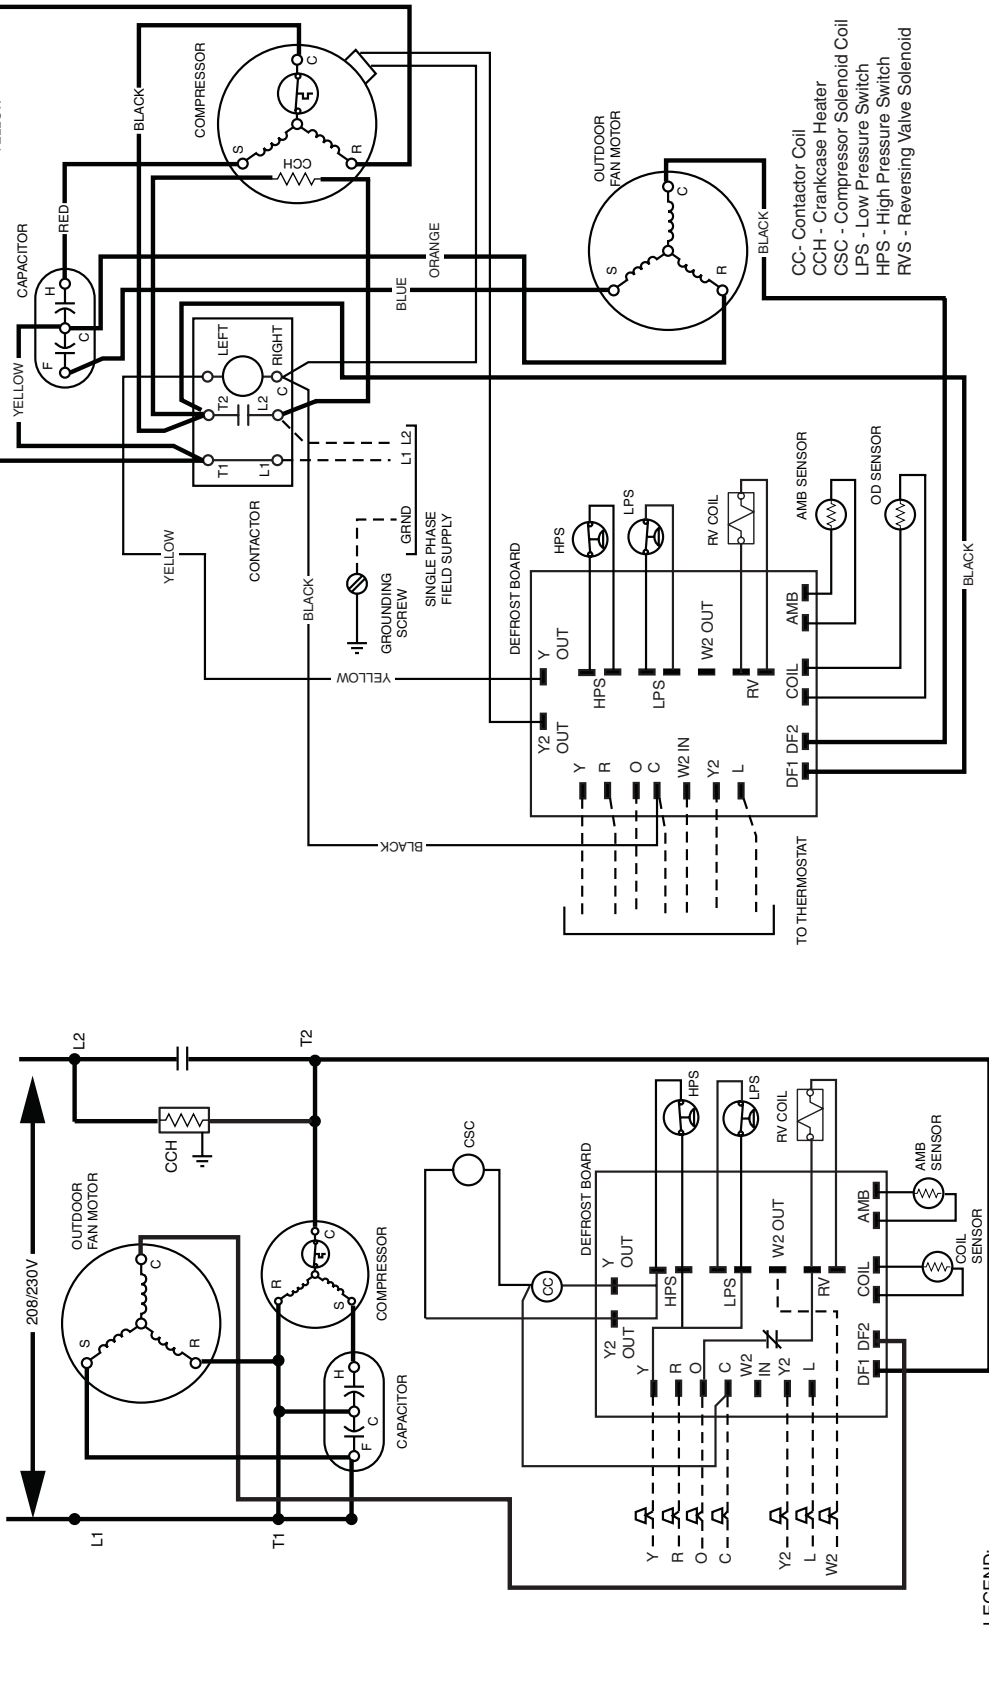 BLACK
COMPRESSOR
C
S
R
CCH
CAPACITOR
RED
H
C
F
YELLOW
ORANGE
BLUE
OUTDOOR
FAN MOTOR
C
S
R
BLACK
CC- Contactor Coil
CCH - Crankcase Heater
CSC - Compressor Solenoid Coil
LPS - Low Pressure Switch
HPS - High Pressure Switch
RVS - Reversing Valve Solenoid
LEFT
RIGHT
T2
L2
C
T1
L1
CONTACTOR
L1 L2
GRND
SINGLE PHASE
FIELD SUPPLY
GROUNDING
SCREW
YELLOW
BLACK
YELLOW
BLACK
DEFROST BOARD
HPS
LPS
RV COIL
AMB SENSOR
OD SENSOR
BLACK
Y
OUT
Y2
OUT
HPS
LPS
W2 OUT
RV
AMB
COIL
DF2
DF1
Y
R
O
C
W2 IN
Y2
L
TO THERMOSTAT
L2
T2
208/230V
CCH
OUTDOOR
FAN MOTOR
C
S
R
COMPRESSOR
C
R
S
CAPACITOR
H
C
F
L1
T1
CSC
CC
DEFROST BOARD
HPS
LPS
RV COIL
AMB
SENSOR
COIL
SENSOR
Y
OUT
Y2
OUT
HPS
LPS
W2 OUT
RV
AMB
COIL
DF2
DF1
Y
R
O
C
W2
IN
Y2
L
Y
R
O
C
Y2
L
W2